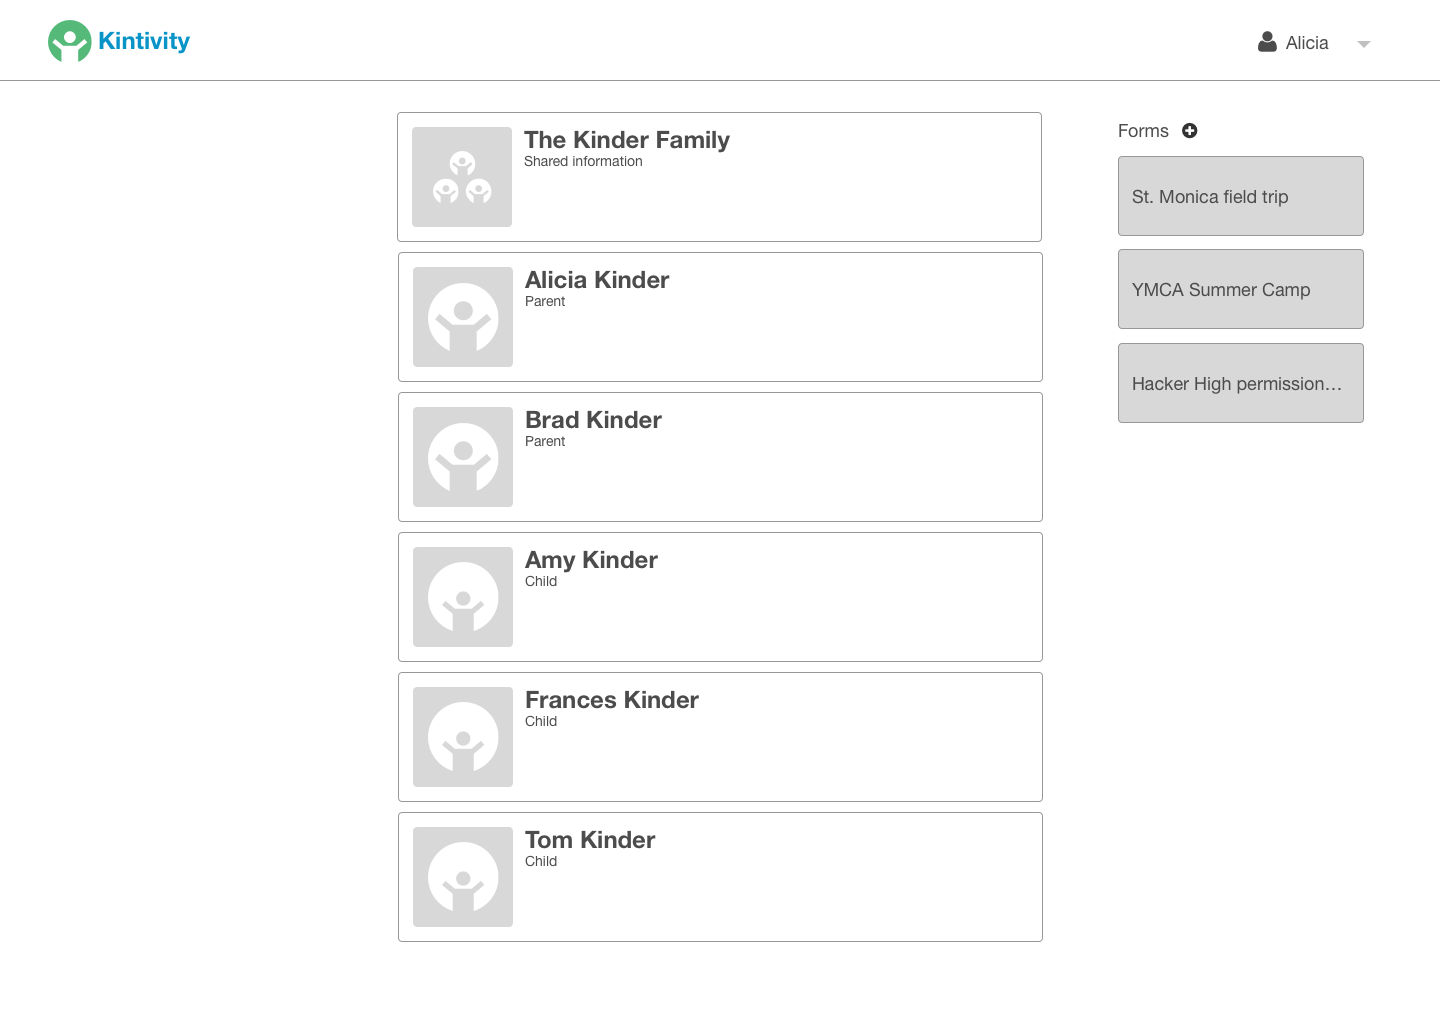 Kintivity
Alicia
The Kinder Family
Shared information
Alicia Kinder
Parent
Brad Kinder
Parent
Amy Kinder
Child
Frances Kinder
Child
Tom Kinder
Child
Forms
St. Monica field trip
YMCA Summer Camp
Hacker High permission…